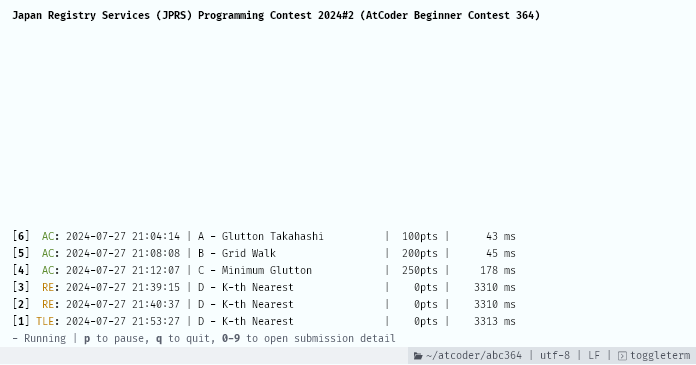 Japan Registry Services (JPRS) Programming Contest 2024#2 (AtCoder Beginner Contest 364)
[6]  AC: 2024-07-27 21:04:14 | A - Glutton Takahashi          |  100pts |      43 ms
[5]  AC: 2024-07-27 21:08:08 | B - Grid Walk                  |  200pts |      45 ms
[4]  AC: 2024-07-27 21:12:07 | C - Minimum Glutton            |  250pts |     178 ms
[3]  RE: 2024-07-27 21:39:15 | D - K-th Nearest               |    0pts |    3310 ms
[2]  RE: 2024-07-27 21:40:37 | D - K-th Nearest               |    0pts |    3310 ms
[1] TLE: 2024-07-27 21:53:27 | D - K-th Nearest               |    0pts |    3313 ms
- Running | p to pause, q to quit, 0-9 to open submission detail
~/atcoder/abc364 | utf-8 | LF | toggleterm